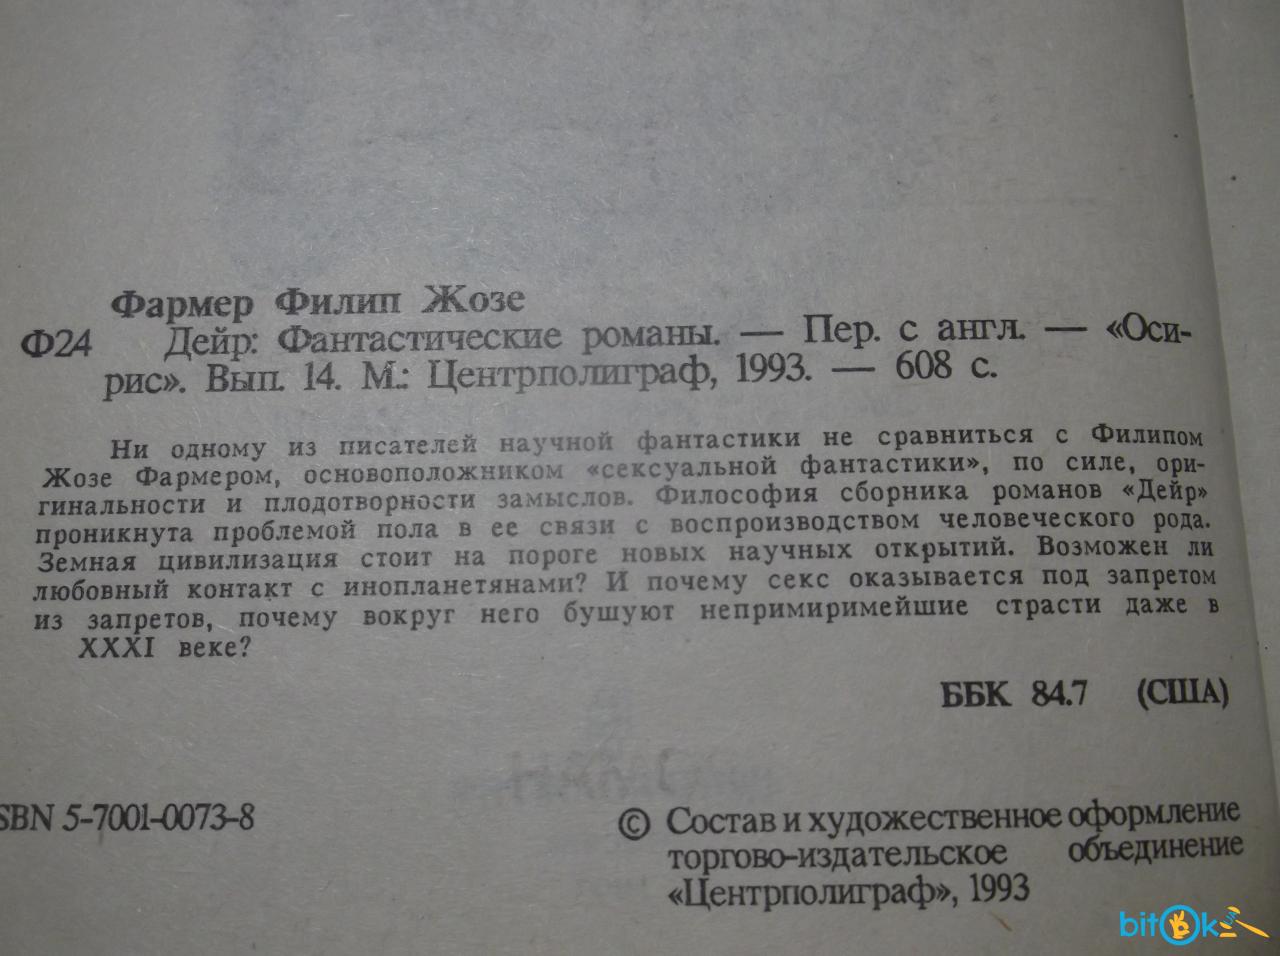 Фармер Филип Жозе
Ф24 Дейр: Фантастические романы. — Пер. с англ. — «Оси-
рис». Вып. 14. М.: Центрполиграф, 1993. — 608 с.
Ни одному из писателей научной фантастики не сравниться с Филипом
Жозе Фармером, основоположником «сексуальной фантастики», по силе, ори-
гинальности и плодотворности замыслов. Философия сборника романов «Дейр»
проникнута проблемой пола в ее связи с воспроизводством человеческого рода.
Земная цивилизация стоит на пороге новых научных открытий. Возможен ли
любовный контакт с инопланетянами? И почему секс оказывается под запретом
из запретов, почему вокруг него бушуют непримиримейшие страсти даже в
XXXI веке?
ББК 84.7 (США)
SBN 5-7001-0073-8
© Состав и художественное оформление
торгово-издательское объединение
«Центрполиграф», 1993
bitOk